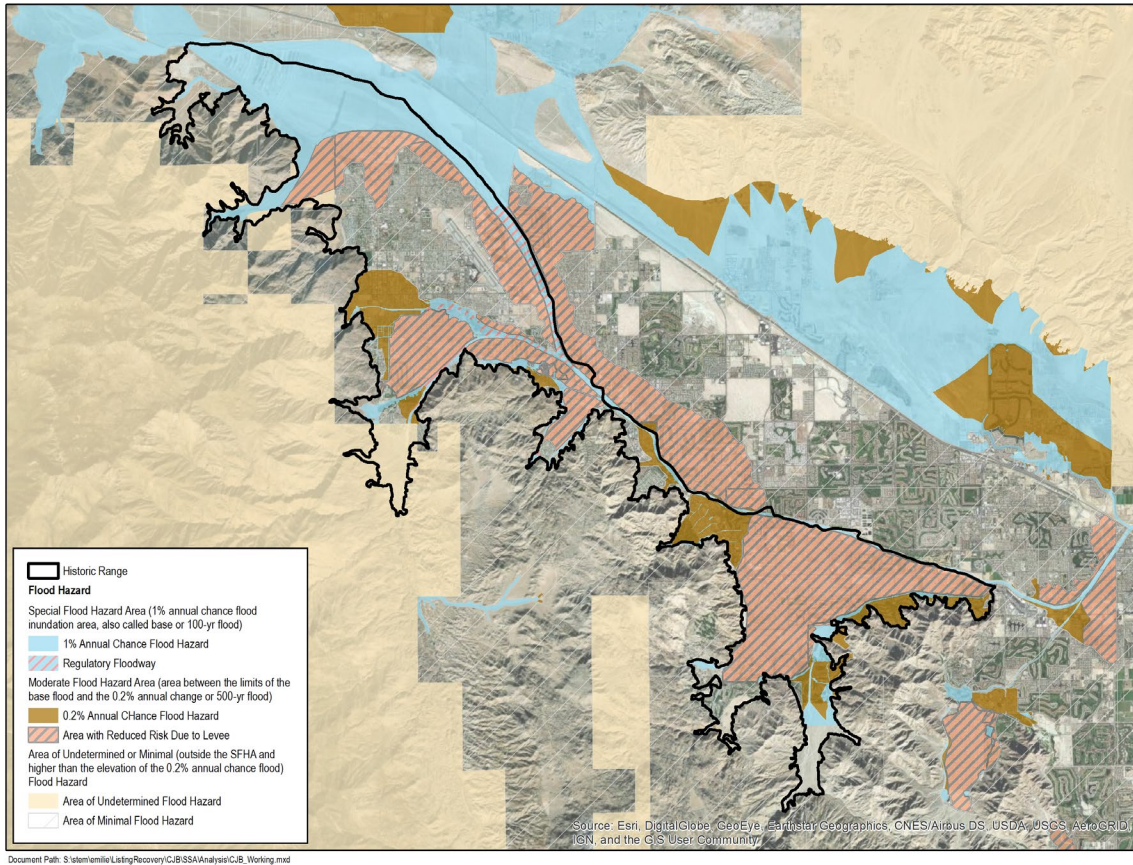 Historic Range
Flood Hazard
Special Flood Hazard Area (1% annual chance flood
inundation area, also called base or 100-yr flood)
1% Annual Chance Flood Hazard
Regulatory Floodway
Moderate Flood Hazard Area (area between the limits of the
base flood and the 0.2% annual change or 500-yr flood)
0.2% Annual CHance Flood Hazard
Area with Reduced Risk Due to Levee
Area of Undetermined or Minimal (outside the SFHA and
higher than the elevation of the 0.2% annual chance flood)
Flood Hazard
Area of Undetermined Flood Hazard
Area of Minimal Flood Hazard
Source: Esri, DigitalGlobe, GeoEye, Earthstar Geographics, CNES/Airbus DS, USDA, USGS, AeroGRID,
IGN, and the GIS User Community
Document Path: S:\stem\emilie\ListingRecovery\CJB\SSA\Analysis\CJB_Working.mxd